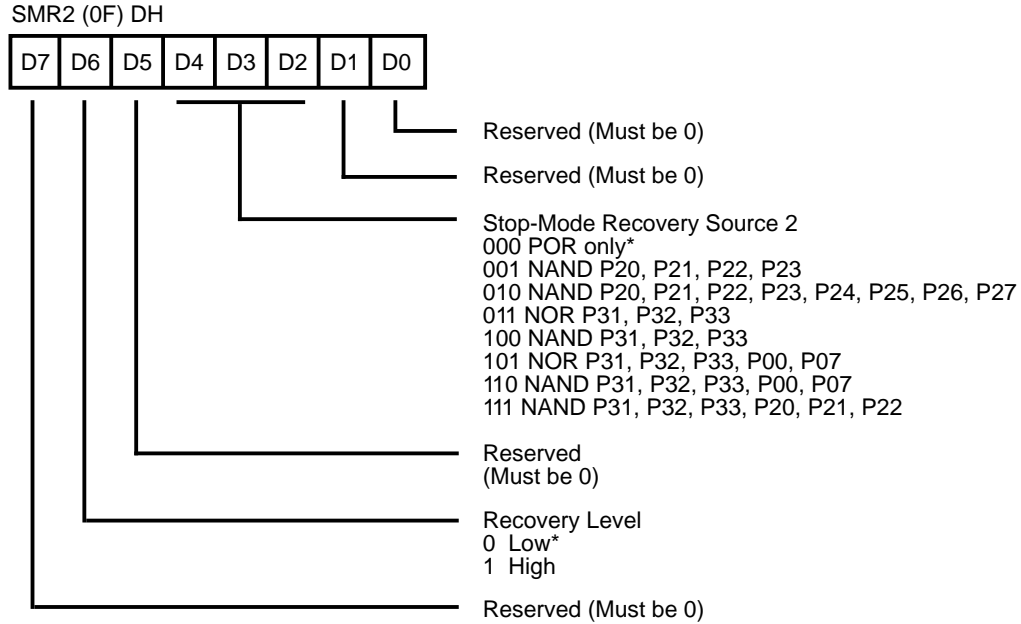 SMR2 (0F) DH
D7 D6 D5 D4 D3 D2 D1 D0
Reserved (Must be 0)
Reserved (Must be 0)
Stop-Mode Recovery Source 2
000 POR only*
001 NAND P20, P21, P22, P23
010 NAND P20, P21, P22, P23, P24, P25, P26, P27
011 NOR P31, P32, P33
100 NAND P31, P32, P33
101 NOR P31, P32, P33, P00, P07
110 NAND P31, P32, P33, P00, P07
111 NAND P31, P32, P33, P20, P21, P22
Reserved
(Must be 0)
Recovery Level
0 Low*
1 High
Reserved (Must be 0)